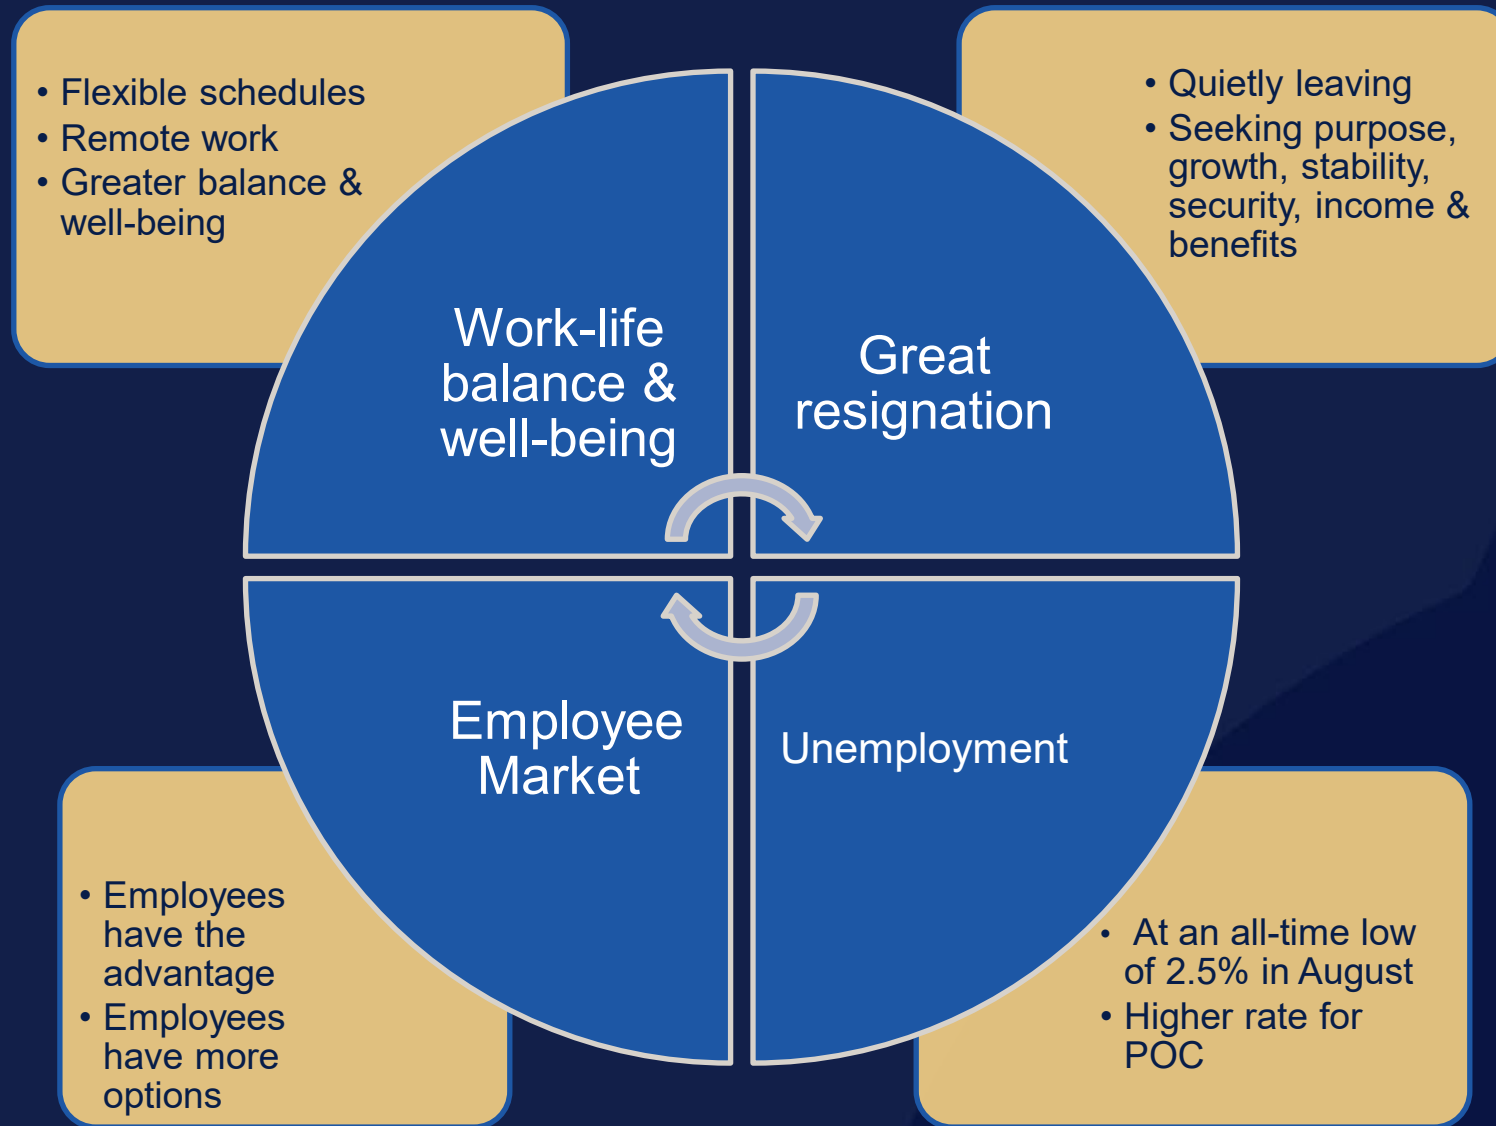 • Flexible schedules
• Remote work
• Greater balance &
well-being
• Quietly leaving
• Seeking purpose,
growth, stability,
security, income &
benefits
Work-life
balance &
well-being
Great
resignation
Employee
Market
Unemployment
• Employees
have the
advantage
• Employees
have more
options
• At an all-time low
of 2.5% in August
• Higher rate for
POC